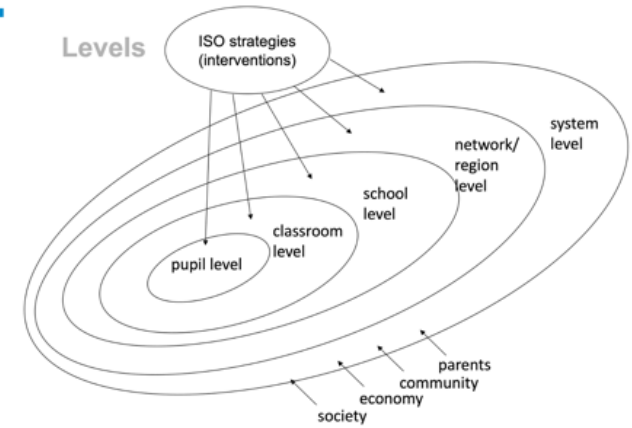 Levels
ISO strategies
(interventions)
system
level
network/
region
level
school
level
classroom
level
pupil level
parents
community
economy
society